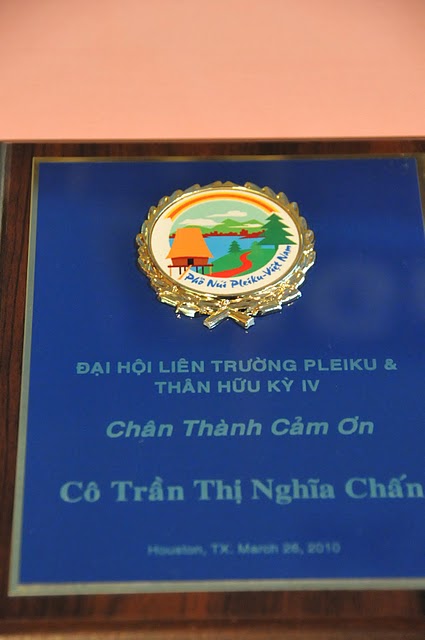 Phố Núi Pleiku-Việt Nam
ĐẠI HỘI LIÊN TRƯỜNG PLEIKU &
THÂN HỮU KỲ IV
Chân Thành Cảm Ơn
Cô Trần Thị Nghĩa Chấn
Houston, TX. March 26, 2010